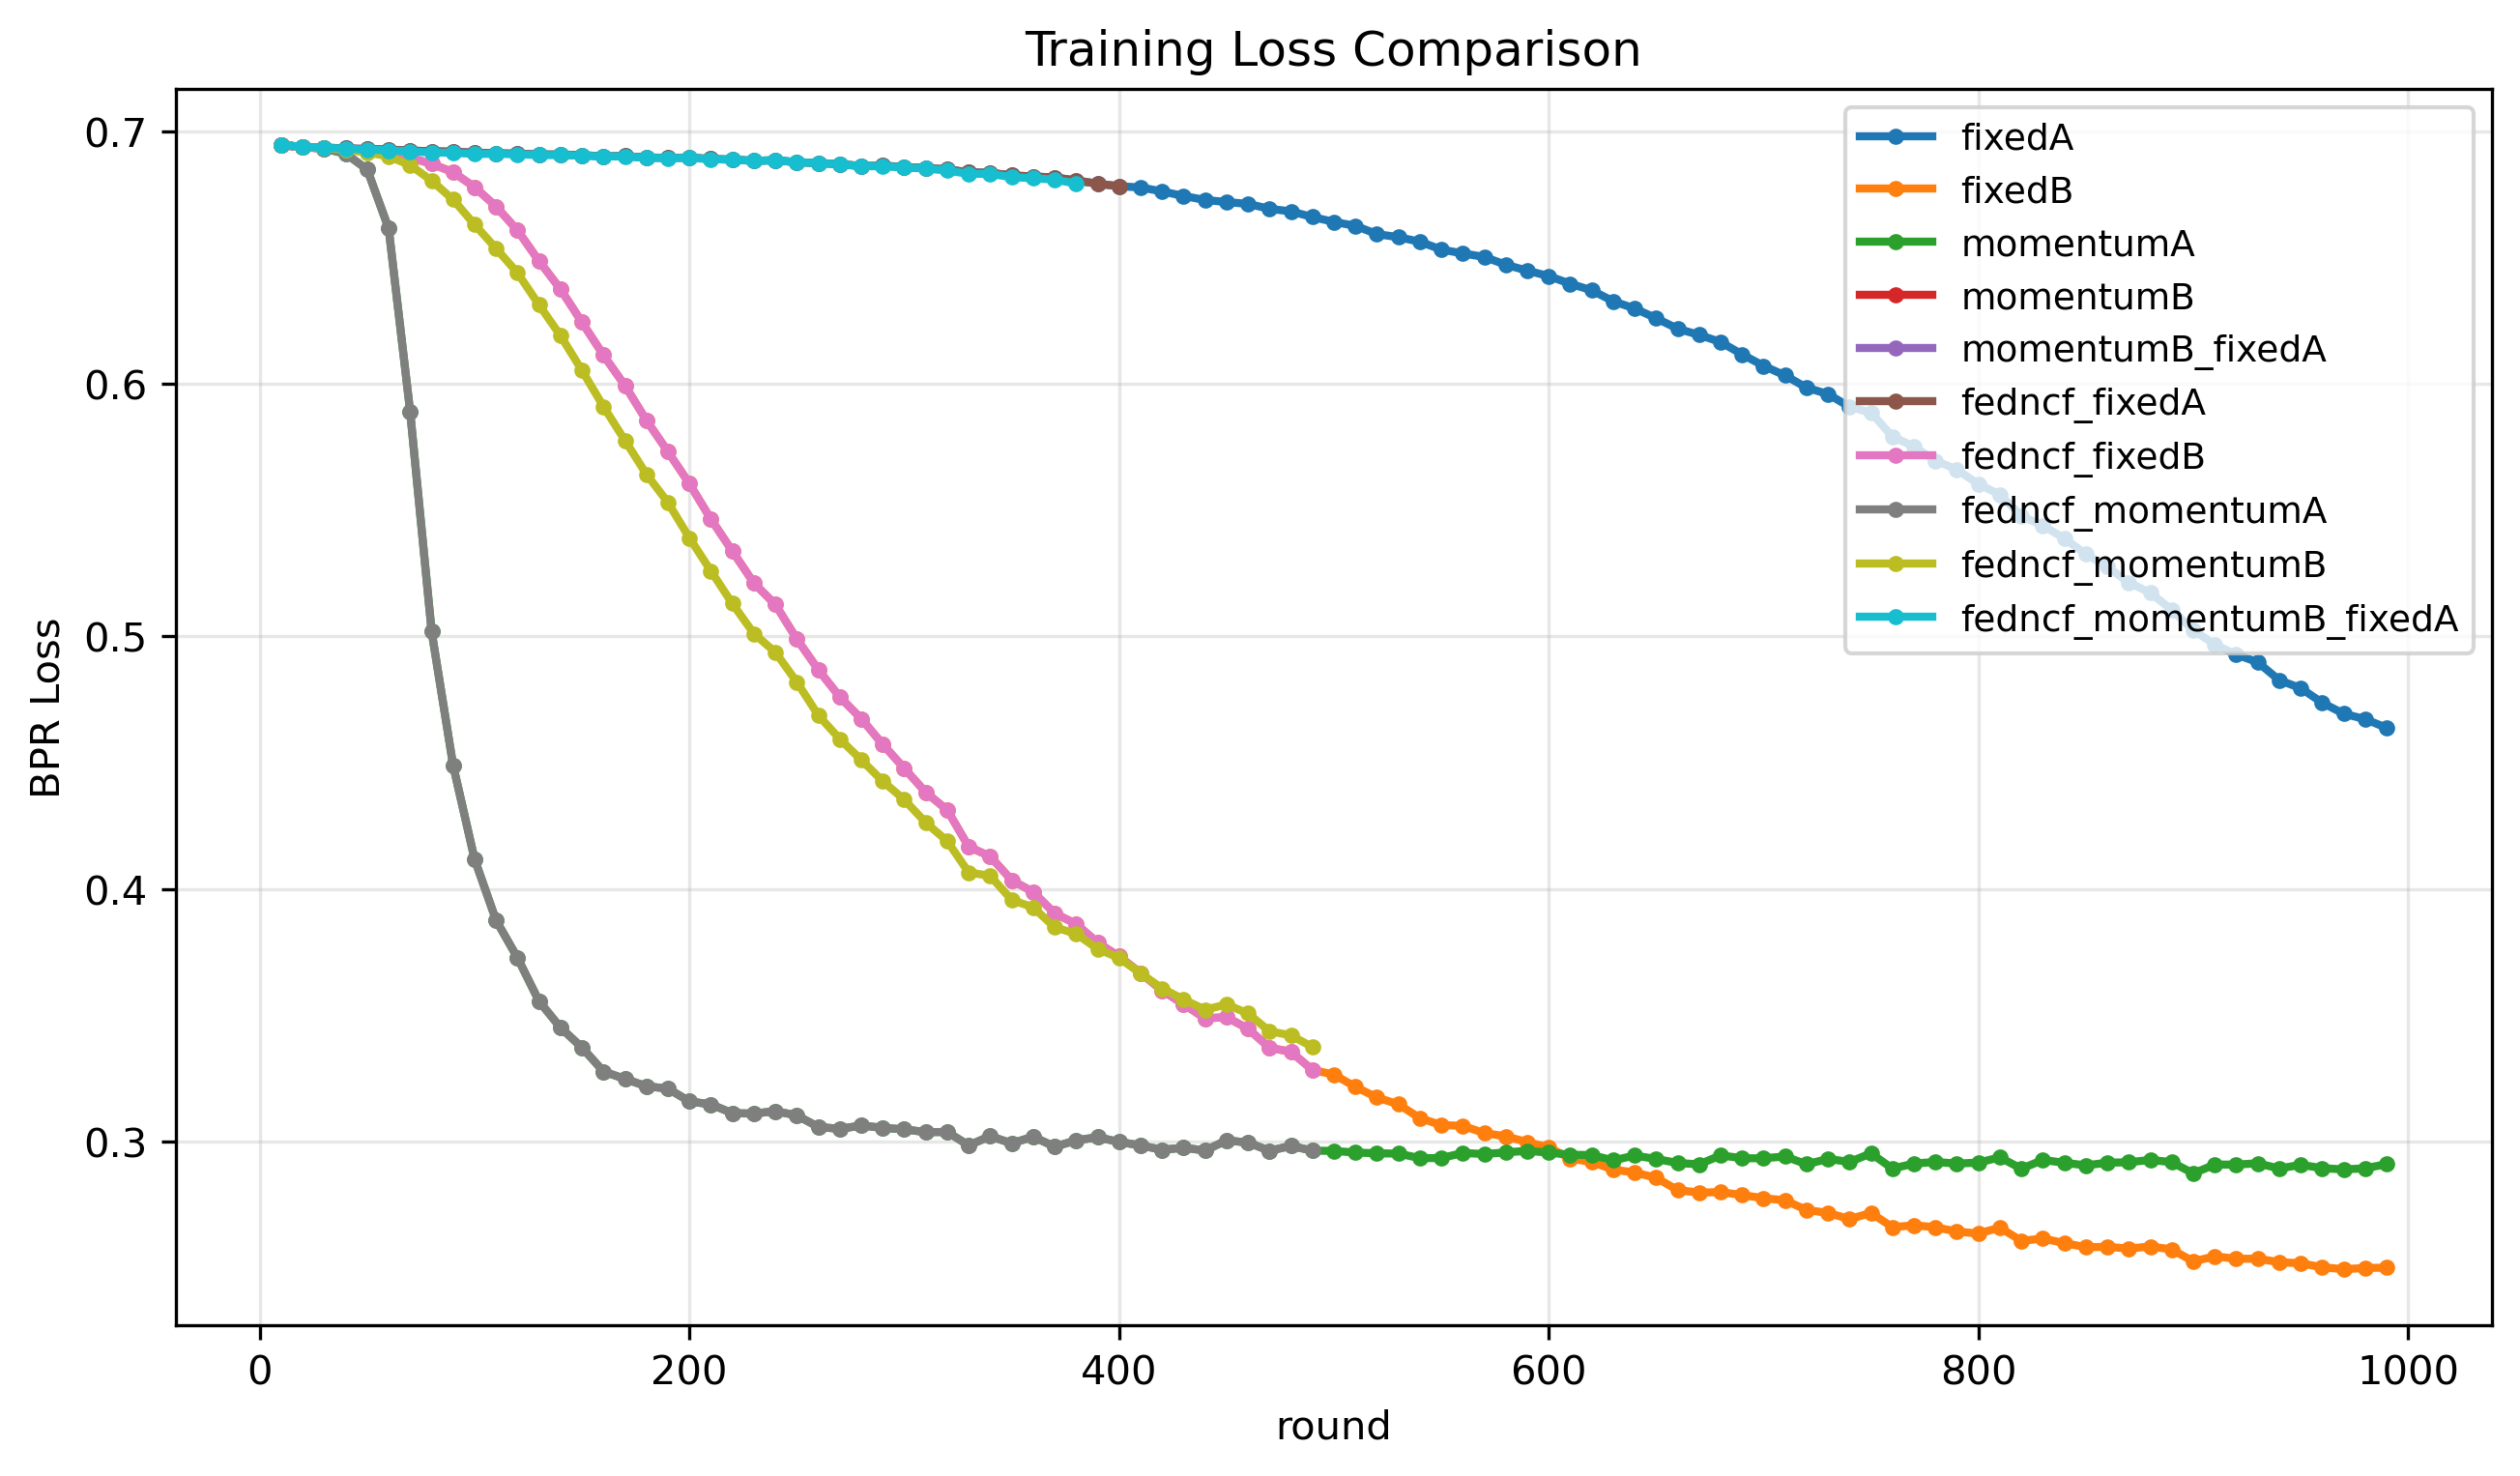 Training Loss Comparison
BPR Loss
0.7
0.6
0.5
0.4
0.3
0
200
400
600
800
1000
round
fixedA
fixedB
momentumA
momentumB
momentumB_fixedA
fedncf_fixedA
fedncf_fixedB
fedncf_momentumA
fedncf_momentumB
fedncf_momentumB_fixedA